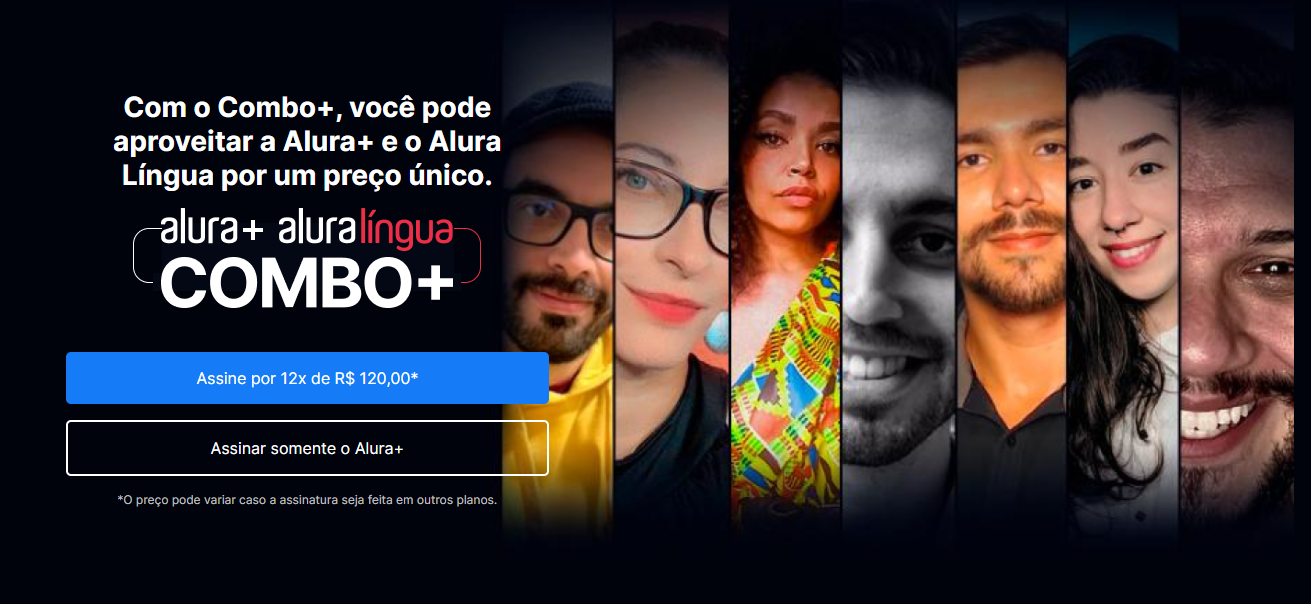 Com o Combo+, você pode
aproveitar a Alura+ e o Alura
Língua por um preço único.
alura+ aluralíngua
COMBO+
Assine por 12x de R$ 120,00*
Assinar somente o Alura+
*O preço pode variar caso a assinatura seja feita em outros planos.